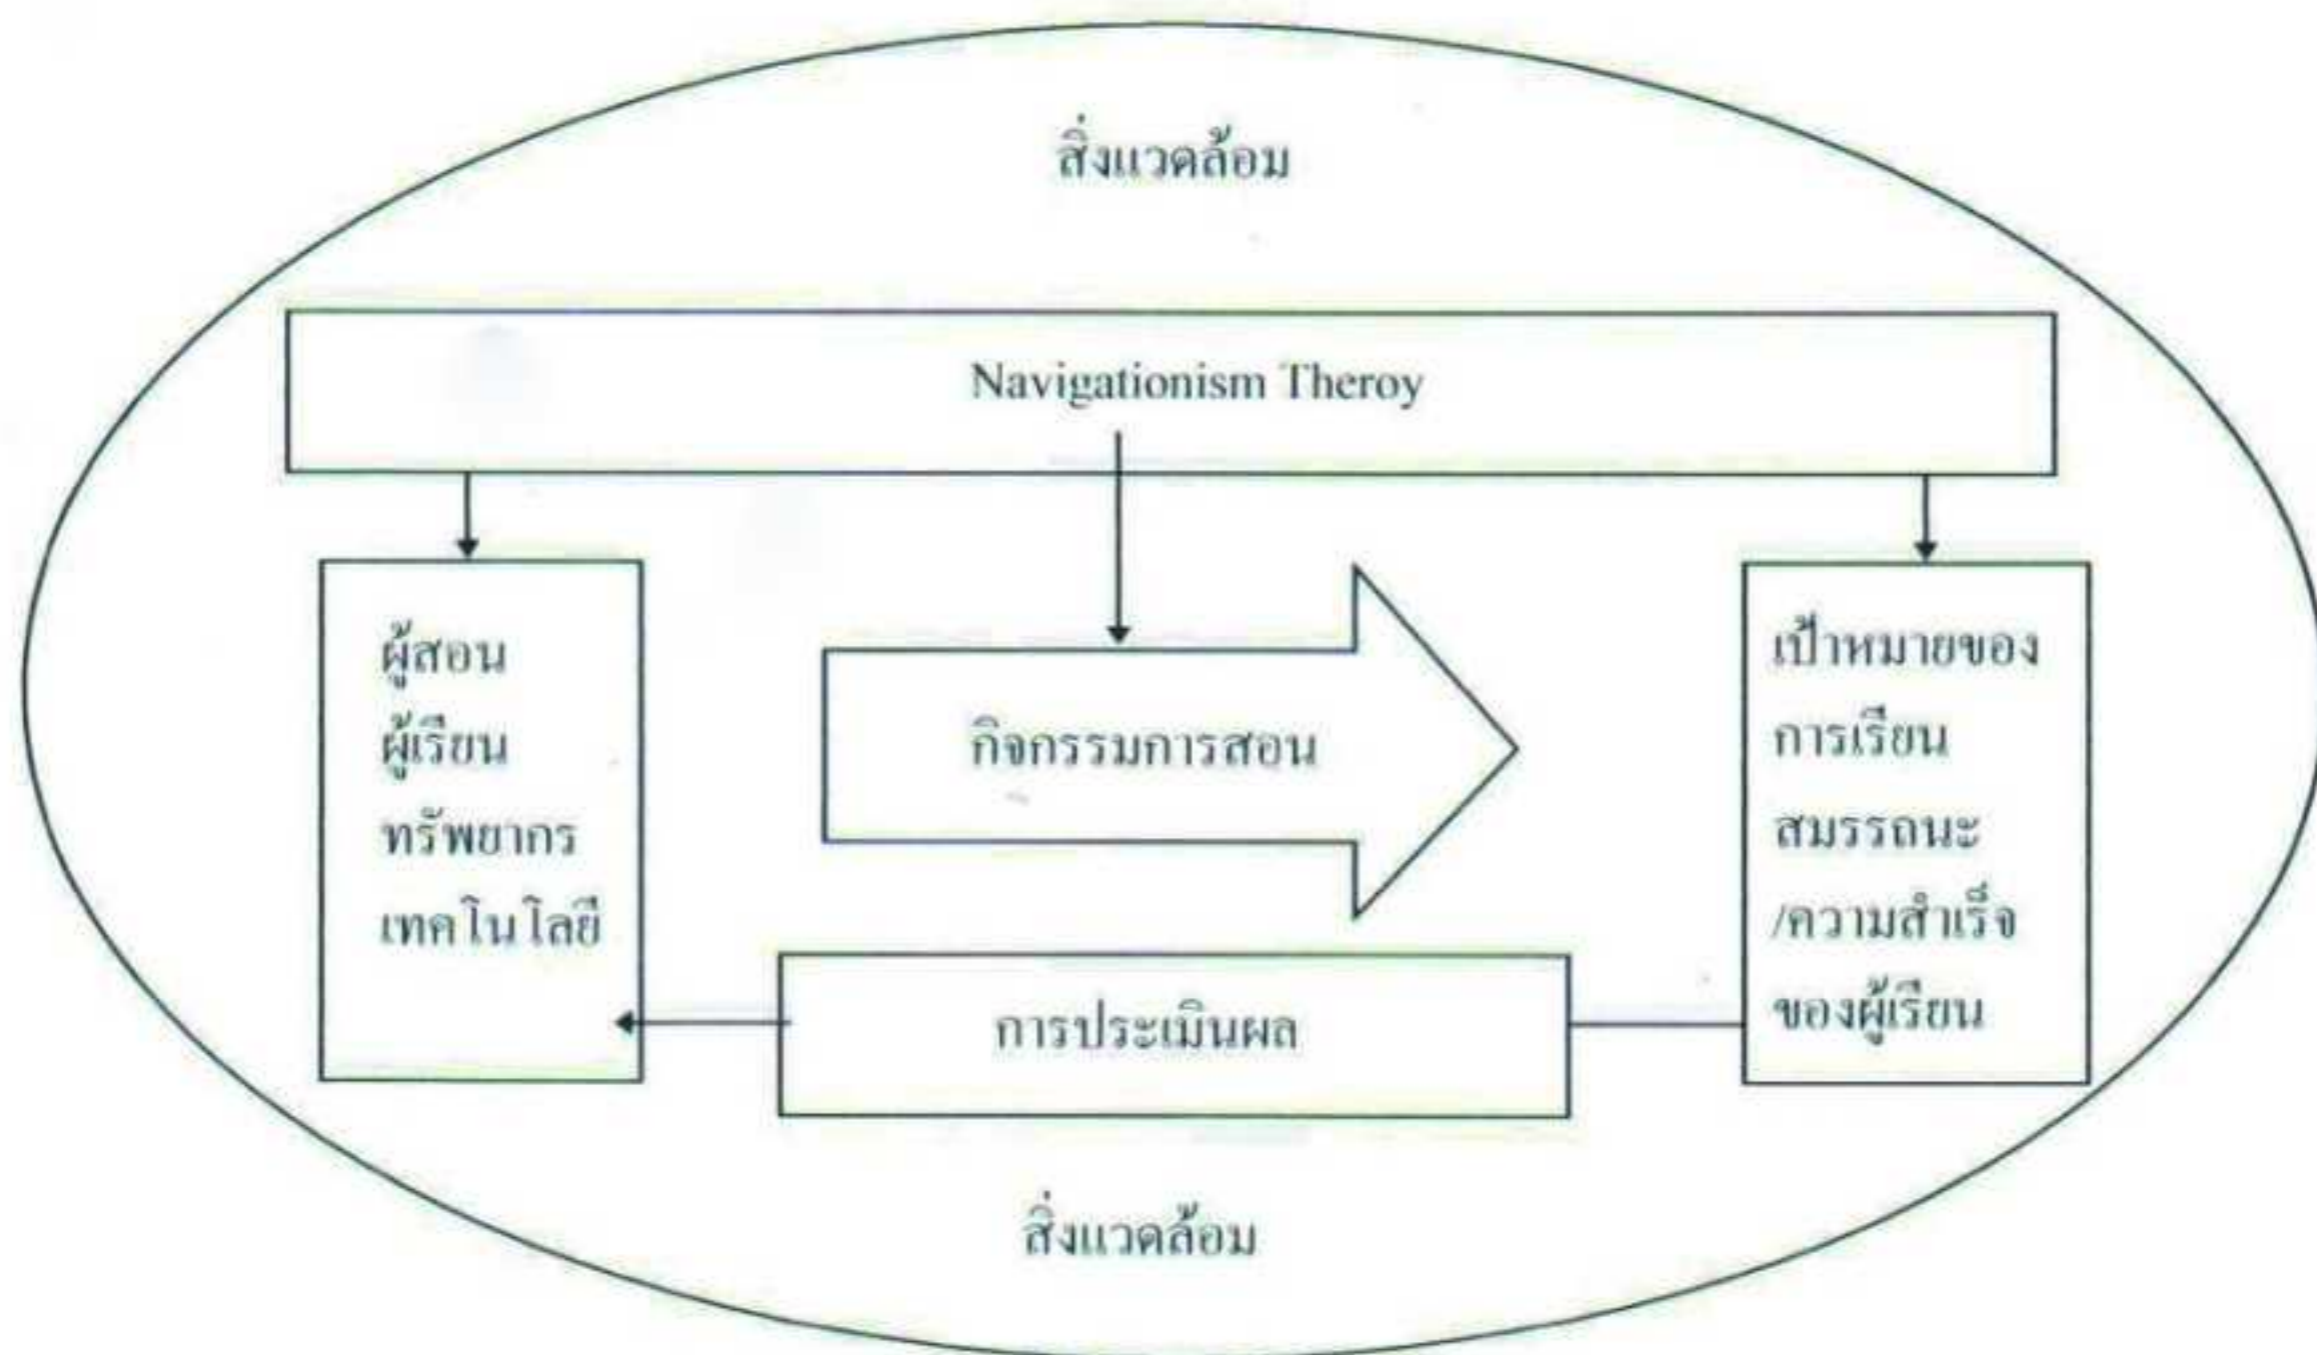 สิ่งแวดล้อม
Navigationism Theroy
ผู้สอน
ผู้เรียน
ทรัพยากร
เทคโนโลยี
กิจกรรมการสอน
เป้าหมายของ
การเรียน
สมรรถนะ
/ความสำเร็จ
ของผู้เรียน
การประเมินผล
สิ่งแวดล้อม